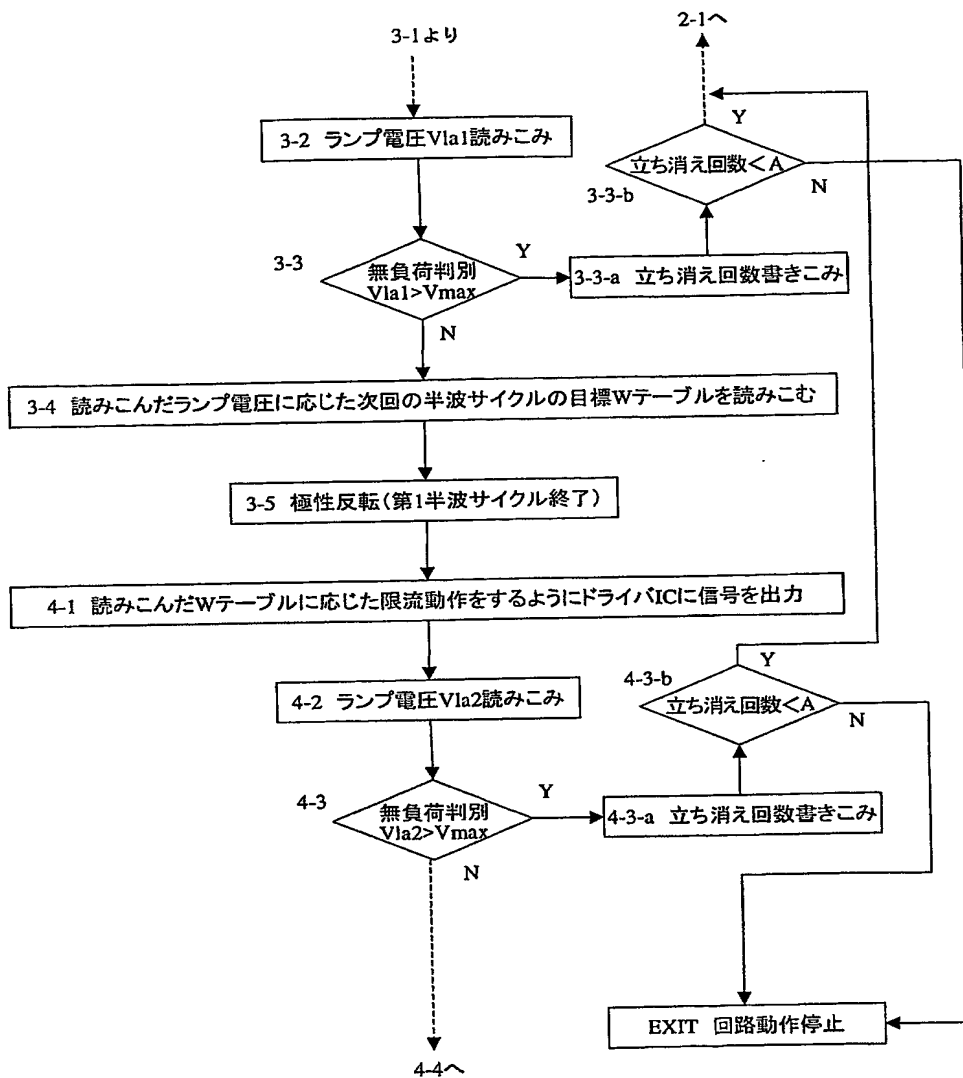 3-1より
2-1へ
3-2 ランプ電圧Vla1読みこみ
Y
立ち消え回数<A
N
3-3-b
3-3
無負荷判別
Vla1>Vmax
Y
3-3-a 立ち消え回数書きこみ
N
3-4 読みこんだランプ電圧に応じた次回の半波サイクルの目標Wテーブルを読みこむ
3-5 極性反転(第1半波サイクル終了)
4-1 読みこんだWテーブルに応じた限流動作をするようにドライバICに信号を出力
4-2 ランプ電圧Vla2読みこみ
4-3-b
Y
立ち消え回数<A
N
4-3
無負荷判別
Vla2>Vmax
Y
4-3-a 立ち消え回数書きこみ
N
EXIT 回路動作停止
4-4へ